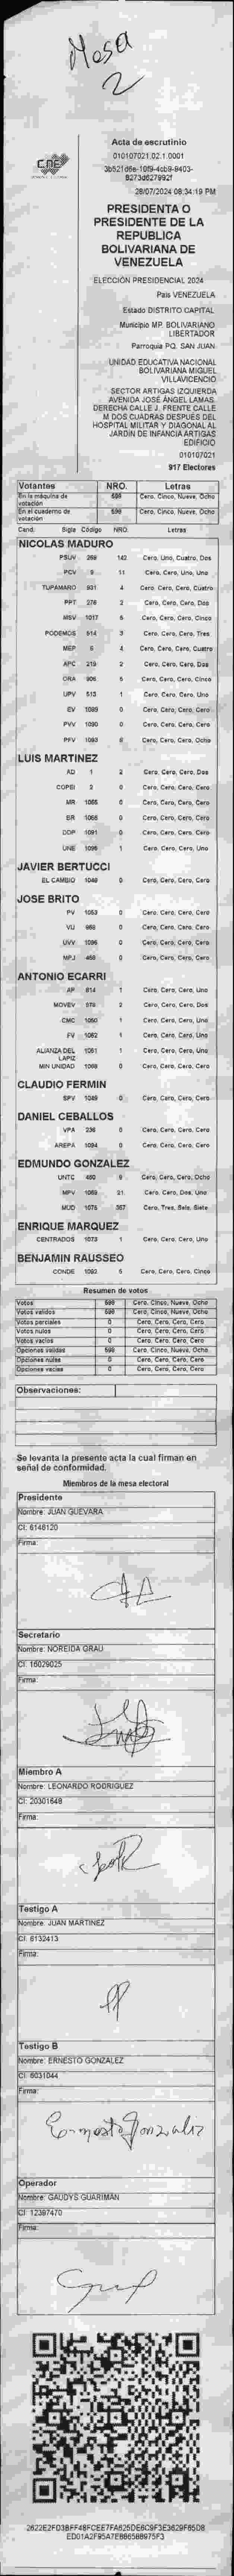 Mesa
2
CNE
Acta de escrutinio
010107021.02.1.0001
28/07/2024 08:34:19 PM
PRESIDENTA O
PRESIDENTE DE LA
REPUBLICA
BOLIVARIANA DE
VENEZUELA
ELECCIÓN PRESIDENCIAL 2024
País VENEZUELA
Estado DISTRITO CAPITAL
Municipio MP. BOLIVARIANO
LIBERTADOR
Parroquia PQ. SAN JUAN
UNIDAD EDUCATIVA NACIONAL
BOLIVARIANA MIGUEL
VILLAVICENCIO
SECTOR ARTIGAS IZQUIERDA
AVENIDA JOSÉ ÁNGEL LAMAS.
DERECHA CALLE J. FRENTE CALLE
M DOS CUADRAS DESPUÉS DEL
HOSPITAL MILITAR Y DIAGONAL AL
JARDÍN DE INFANCIA ARTIGAS
EDIFICIO
010107021
917 Electores
Votantes NRO. Letras
En la máquina de votación 598 Cero, Cinco, Nueve, Ocho
En el cuaderno de votación 598 Cero, Cinco, Nueve, Ocho
Cand. Sigla Código NRO. Letras
NICOLAS MADURO
PSUV 268 142 Cero, Uno, Cuatro, Dos
PCV 9 11 Cero, Cero, Uno, Uno
TUPAMARO 931 4 Cero, Cero, Cero, Cuatro
PPT 278 2 Cero, Cero, Cero, Dos
MSV 1017 5 Cero, Cero, Cero, Cinco
PODEMOS 514 3 Cero, Cero, Cero, Tres
MEP 6 4 Cero, Cero, Cero, Cuatro
APC 219 2 Cero, Cero, Cero, Dos
ORA 906 5 Cero, Cero, Cero, Cinco
UPV 513 1 Cero, Cero, Cero, Uno
EV 1089 0 Cero, Cero, Cero, Cero
PVV 1090 0 Cero, Cero, Cero, Cero
PFV 1093 8 Cero, Cero, Cero, Ocho
LUIS MARTINEZ
AD 1 2 Cero, Cero, Cero, Dos
COPEI 2 0 Cero, Cero, Cero, Cero
MR 1065 0 Cero, Cero, Cero, Cero
BR 1066 0 Cero, Cero, Cero, Cero
DDP 1091 0 Cero, Cero, Cero, Cero
UNE 1096 1 Cero, Cero, Cero, Uno
JAVIER BERTUCCI
EL CAMBIO 1049 0 Cero, Cero, Cero, Cero
JOSE BRITO
PV 1053 0 Cero, Cero, Cero, Cero
VU 968 0 Cero, Cero, Cero, Cero
UVV 1096 0 Cero, Cero, Cero, Cero
MPJ 458 0 Cero, Cero, Cero, Cero
ANTONIO ECARRI
AP 814 1 Cero, Cero, Cero, Uno
MOVEV 979 2 Cero, Cero, Cero, Dos
CMC 1060 1 Cero, Cero, Cero, Uno
FV 1062 1 Cero, Cero, Cero, Uno
ALIANZA DEL LAPIZ 1061 1 Cero, Cero, Cero, Uno
MIN UNIDAD 1068 0 Cero, Cero, Cero, Cero
CLAUDIO FERMIN
SPV 1048 0 Cero, Cero, Cero, Cero
DANIEL CEBALLOS
VPA 236 0 Cero, Cero, Cero, Cero
AREPA 1094 0 Cero, Cero, Cero, Cero
EDMUNDO GONZALEZ
UNTC 460 8 Cero, Cero, Cero, Ocho
MPV 1069 21 Cero, Cero, Dos, Uno
MUD 1075 367 Cero, Tres, Seis, Siete
ENRIQUE MARQUEZ
CENTRADOS 1073 1 Cero, Cero, Cero, Uno
BENJAMIN RAUSSEO
CONDE 1092 5 Cero, Cero, Cero, Cinco
Resumen de votos
Votos 598 Cero, Cinco, Nueve, Ocho
Votos válidos 598 Cero, Cinco, Nueve, Ocho
Votos parciales 0 Cero, Cero, Cero, Cero
Votos nulos 0 Cero, Cero, Cero, Cero
Votos vacíos 0 Cero, Cero, Cero, Cero
Opciones válidas 598 Cero, Cinco, Nueve, Ocho
Opciones nulas 0 Cero, Cero, Cero, Cero
Opciones vacías 0 Cero, Cero, Cero, Cero
Observaciones:
Se levanta la presente acta la cual firman en
señal de conformidad.
Miembros de la mesa electoral
Presidente
Nombre: JUAN GUEVARA
CI: 6146120
Firma:
Secretario
Nombre: NOREIDA GRAU
CI: 16029025
Firma:
Miembro A
Nombre: LEONARDO RODRIGUEZ
CI: 20301648
Firma:
Testigo A
Nombre: JUAN MARTINEZ
CI: 6132413
Firma:
Testigo B
Nombre: ERNESTO GONZALEZ
CI: 6031044
Firma:
Ernesto Gonzalez
Operador
Nombre: GAUDYS GUARIMAN
CI: 12397470
Firma: